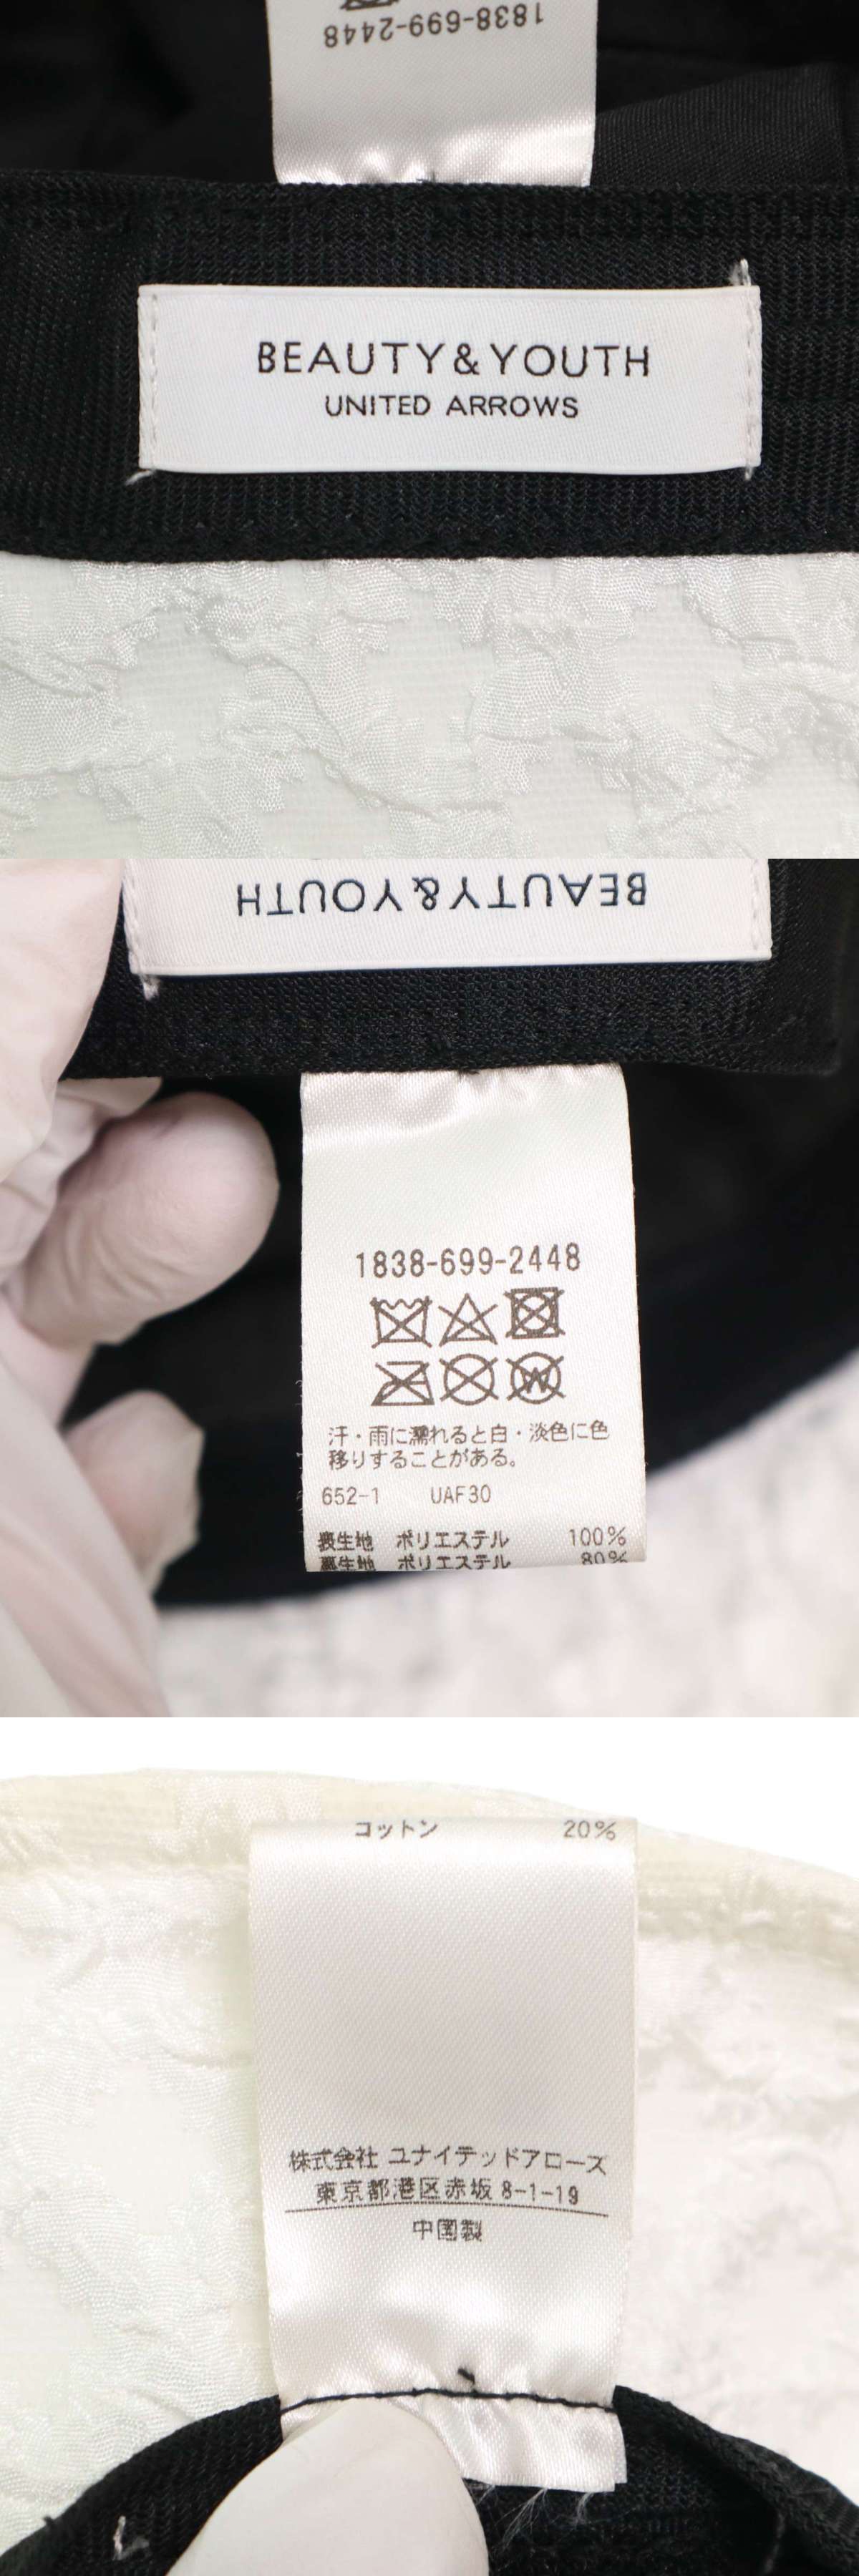 1838-699-2448
BEAUTY&YOUTH
UNITED ARROWS
BEAUTY&YOUTH
1838-699-2448
W
汗・雨に濡れると白・淡色に色
移りすることがある。
652-1 UAF30
表生地 ポリエステル 100%
裏生地 ポリエステル 80%
コットン 20%
株式会社 ユナイテッドアローズ
東京都港区赤坂 8-1-19
中国製